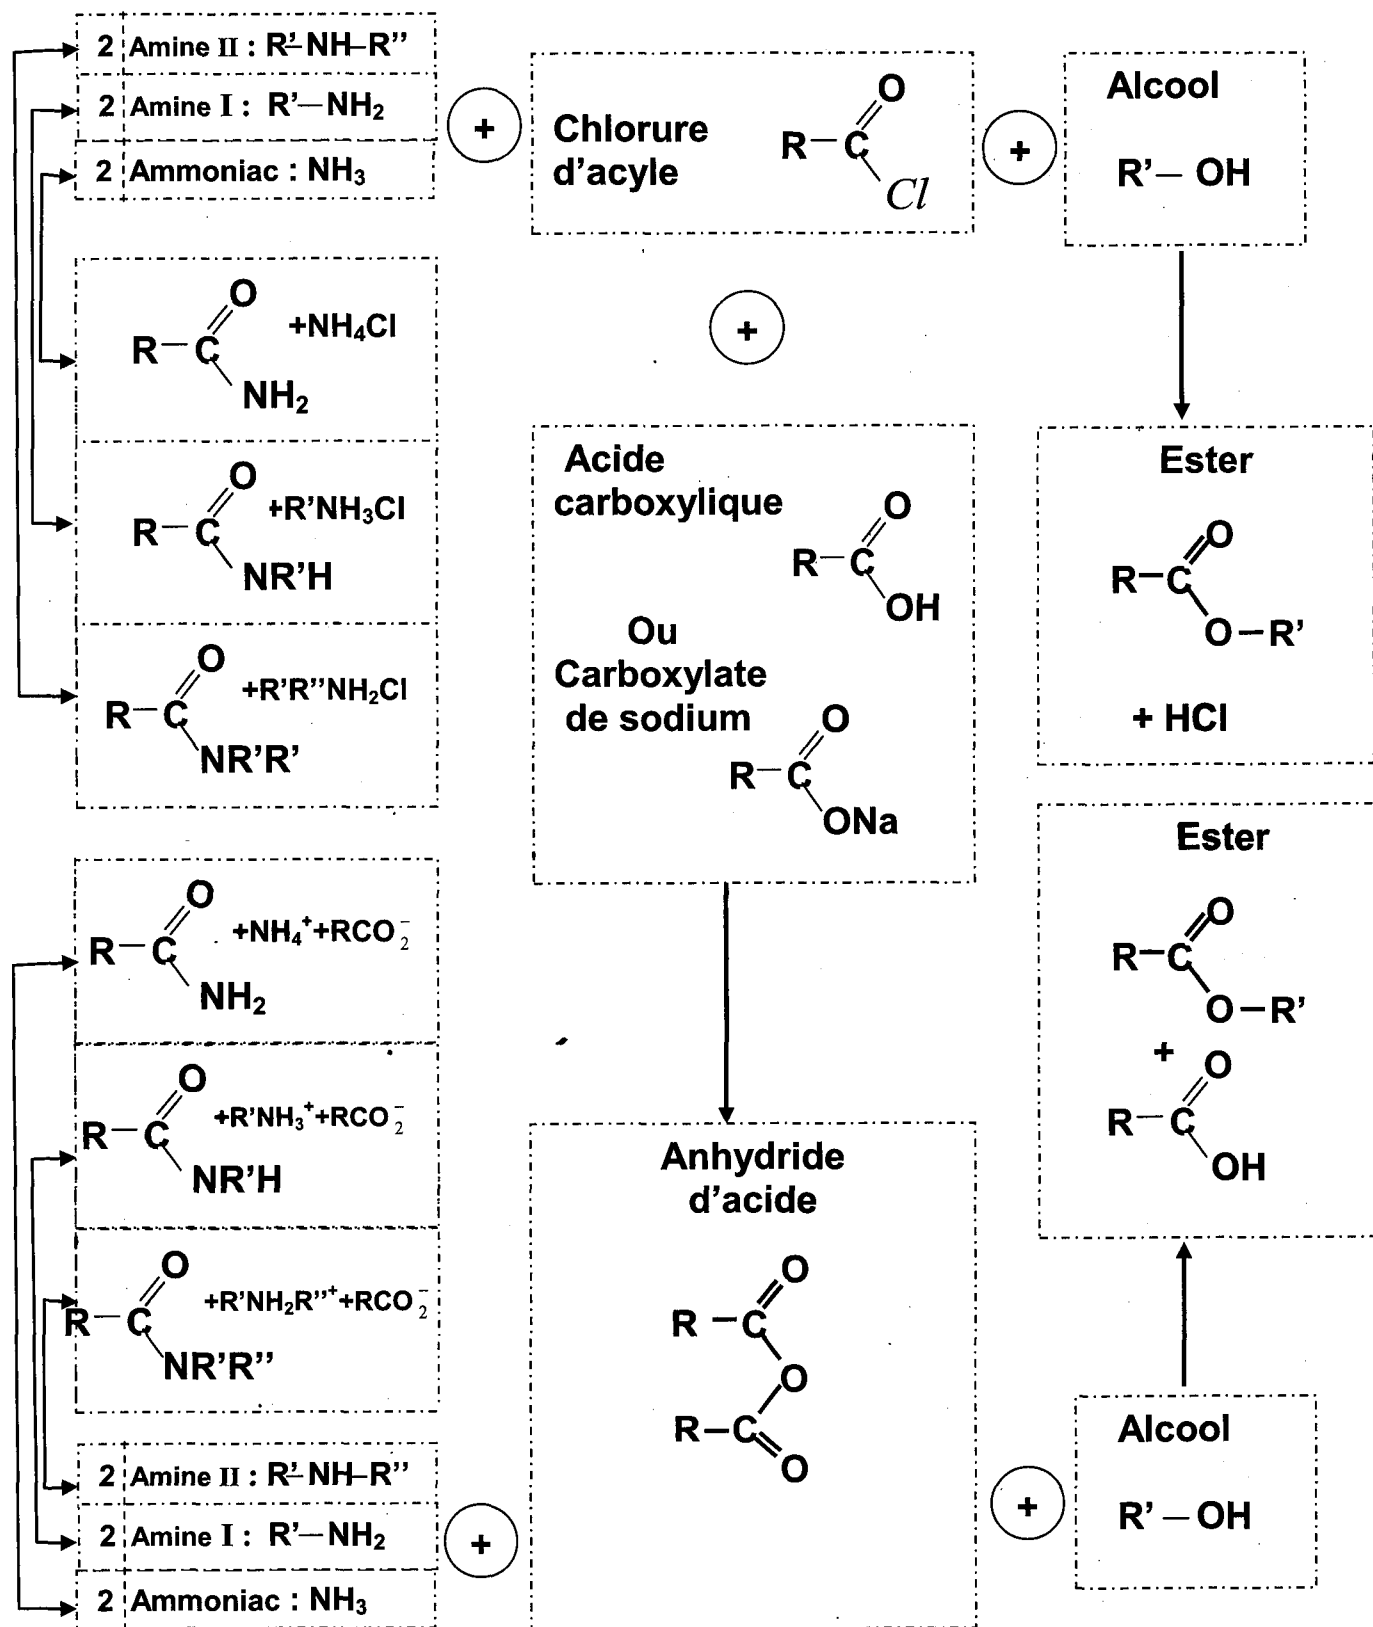 2 Amine II : R'–NH–R''
2 Amine I : R'–NH₂
2 Ammoniac : NH₃
+
Chlorure
d'acyle
O
R–C
Cl
+
Alcool
R'– OH
O
R–C +NH₄Cl
NH₂
O
R–C +R'NH₃Cl
NR'H
O
R–C +R'R''NH₂Cl
NR'R'
+
Acide
carboxylique
O
R–C
OH
Ou
Carboxylate
de sodium
O
R–C
ONa
Ester
O
R–C
O–R'
+ HCl
Ester
O
R–C
O–R'
+
O
R–C
OH
O
R–C +NH₄⁺+RCO₂⁻
NH₂
O
R–C +R'NH₃⁺+RCO₂⁻
NR'H
O
R–C +R'NH₂R''⁺+RCO₂⁻
NR'R''
Anhydride
d'acide
O
R –C
O
R–C
O
2 Amine II : R'–NH–R''
2 Amine I : R'–NH₂
2 Ammoniac : NH₃
+
+
Alcool
R' –OH